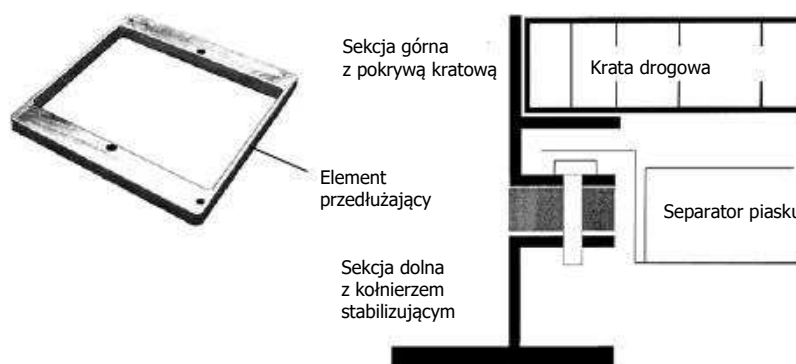 Sekcja górna
z pokrywą kratową
Krata drogowa
Element
przedłużający
Separator piasku
Sekcja dolna
z kołnierzem
stabilizującym